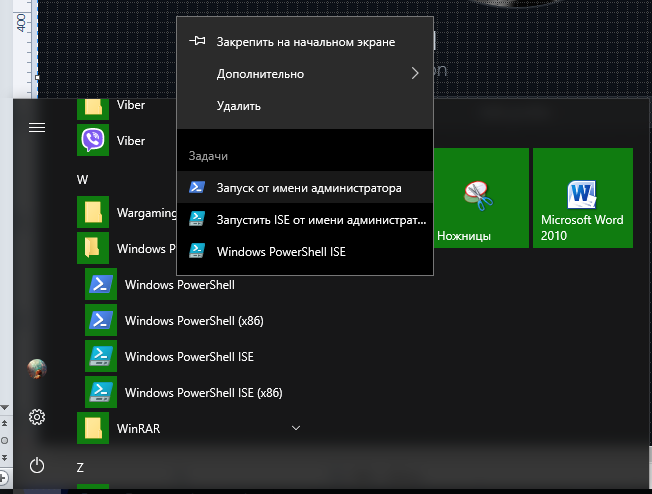 400
Закрепить на начальном экране
Дополнительно
Удалить
Задачи
Запуск от имени администратора
Запустить ISE от имени администрат...
Windows PowerShell ISE
Viber
Viber
W
Wargaming
Windows P
Windows PowerShell
Windows PowerShell (x86)
Windows PowerShell ISE
Windows PowerShell ISE (x86)
WinRAR
Z
Ножницы
Microsoft Word
2010